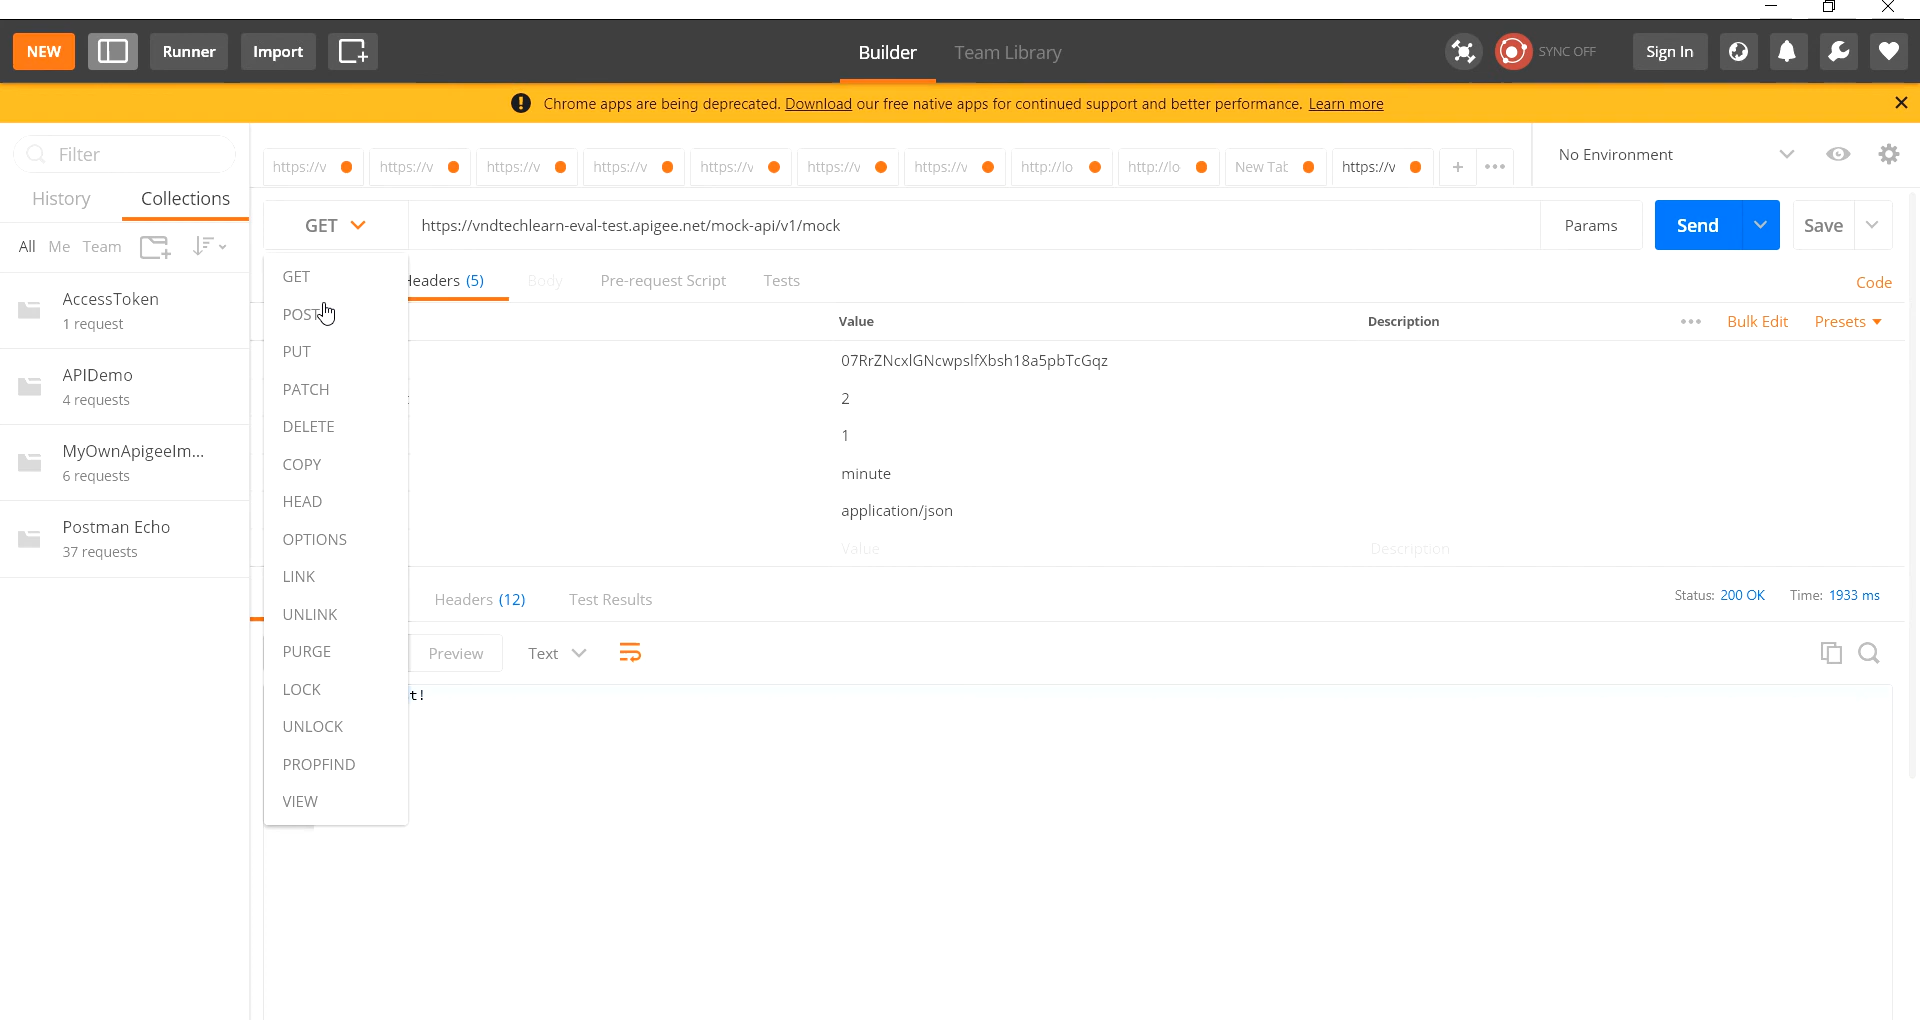 NEW Runner Import Builder Team Library SYNC OFF Sign In
! Chrome apps are being deprecated. Download our free native apps for continued support and better performance. Learn more
Filter
https://v https://v https://v https://v https://v https://v https://v http://lo http://lo New Tab https://v + No Environment
History Collections
GET https://vndtechlearn-eval-test.apigee.net/mock-api/v1/mock Params Send Save
All Me Team
Headers (5) Body Pre-request Script Tests Code
Value Description Bulk Edit Presets
AccessToken
1 request
APIDemo
4 requests
MyOwnApigeeIm...
6 requests
Postman Echo
37 requests
GET
POST
PUT
PATCH
DELETE
COPY
HEAD
OPTIONS
LINK
UNLINK
PURGE
LOCK
UNLOCK
PROPFIND
VIEW
2
1
minute
application/json
Value Description
Headers (12) Test Results Status: 200 OK Time: 1933 ms
Preview Text
t!